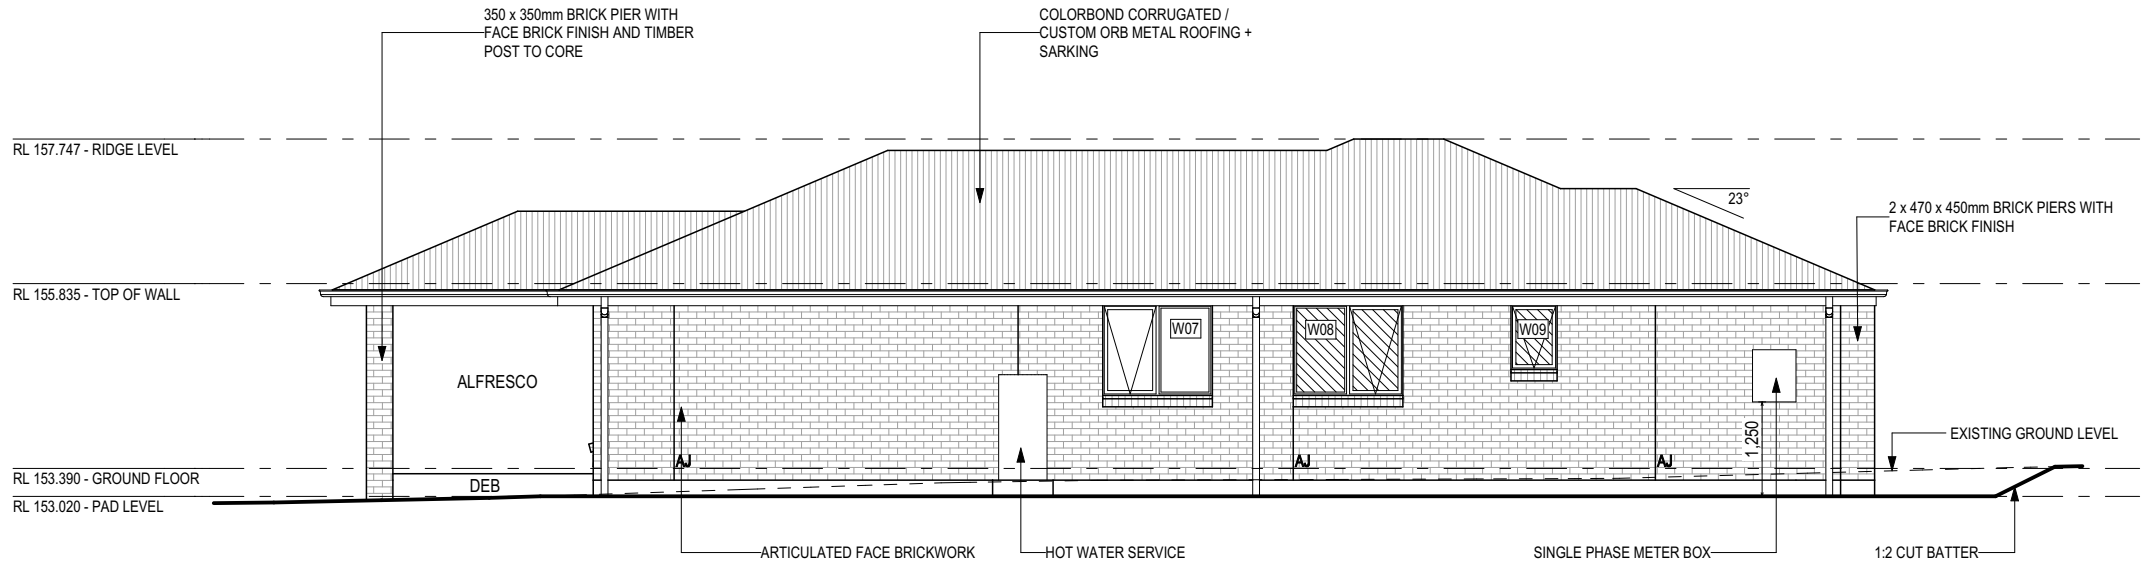 350 x 350mm BRICK PIER WITH
FACE BRICK FINISH AND TIMBER
POST TO CORE
COLORBOND CORRUGATED /
CUSTOM ORB METAL ROOFING +
SARKING
RL 157.747 - RIDGE LEVEL
23°
2 x 470 x 450mm BRICK PIERS WITH
FACE BRICK FINISH
RL 155.835 - TOP OF WALL
W07
W08
W09
ALFRESCO
1,250
EXISTING GROUND LEVEL
AJ
AJ
AJ
RL 153.390 - GROUND FLOOR
DEB
RL 153.020 - PAD LEVEL
ARTICULATED FACE BRICKWORK
HOT WATER SERVICE
SINGLE PHASE METER BOX
1:2 CUT BATTER